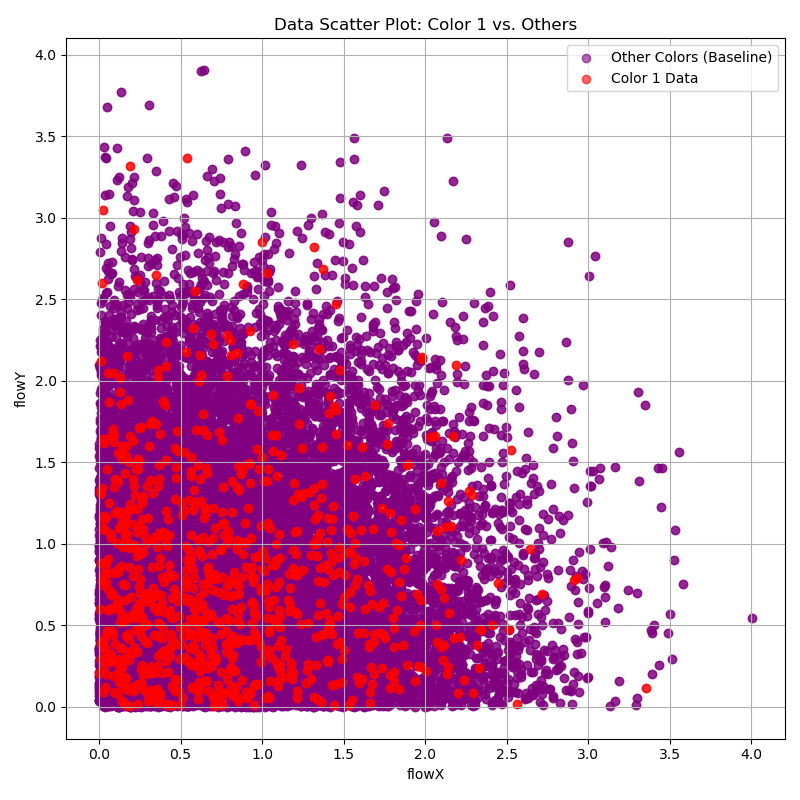 Data Scatter Plot: Color 1 vs. Others
Other Colors (Baseline)
Color 1 Data
4.0
3.5
3.0
2.5
2.0
1.5
1.0
0.5
0.0
flowY
0.0 0.5 1.0 1.5 2.0 2.5 3.0 3.5 4.0
flowX